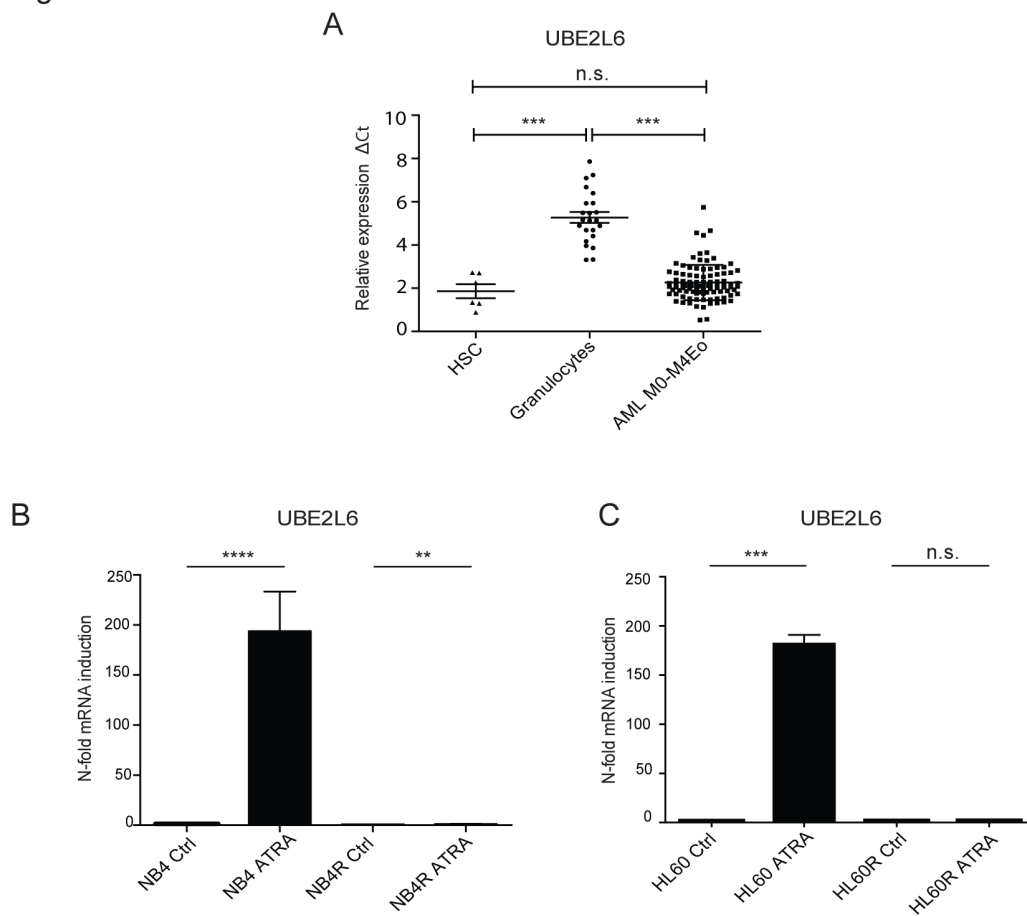 A
UBE2L6
n.s.
*** ***
Relative expression ΔCt
10
8
6
4
2
0
HSC
Granulocytes
AML M0-M4Eo
B
UBE2L6
**** **
N-fold mRNA induction
250
200
150
100
50
0
NB4 Ctrl
NB4 ATRA
NB4R Ctrl
NB4R ATRA
C
UBE2L6
*** n.s.
N-fold mRNA induction
250
200
150
100
50
0
HL60 Ctrl
HL60 ATRA
HL60R Ctrl
HL60R ATRA